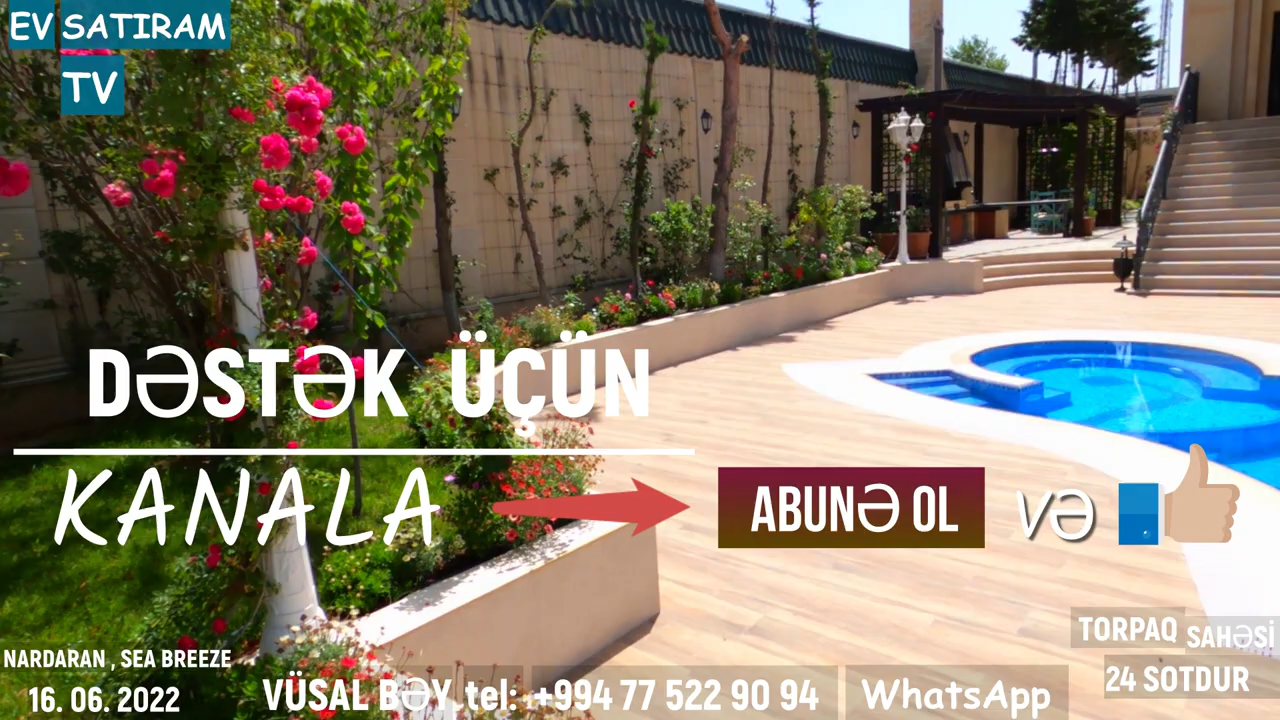 EV SATIRAM
TV
DƏSTƏK ÜÇÜN
KANALA
ABUNƏ OL
VƏ
TORPAQ SAHƏSİ
24 SOTDUR
NARDARAN , SEA BREEZE
16. 06. 2022
VÜSAL BƏY, tel: +994 77 522 90 94 WhatsApp